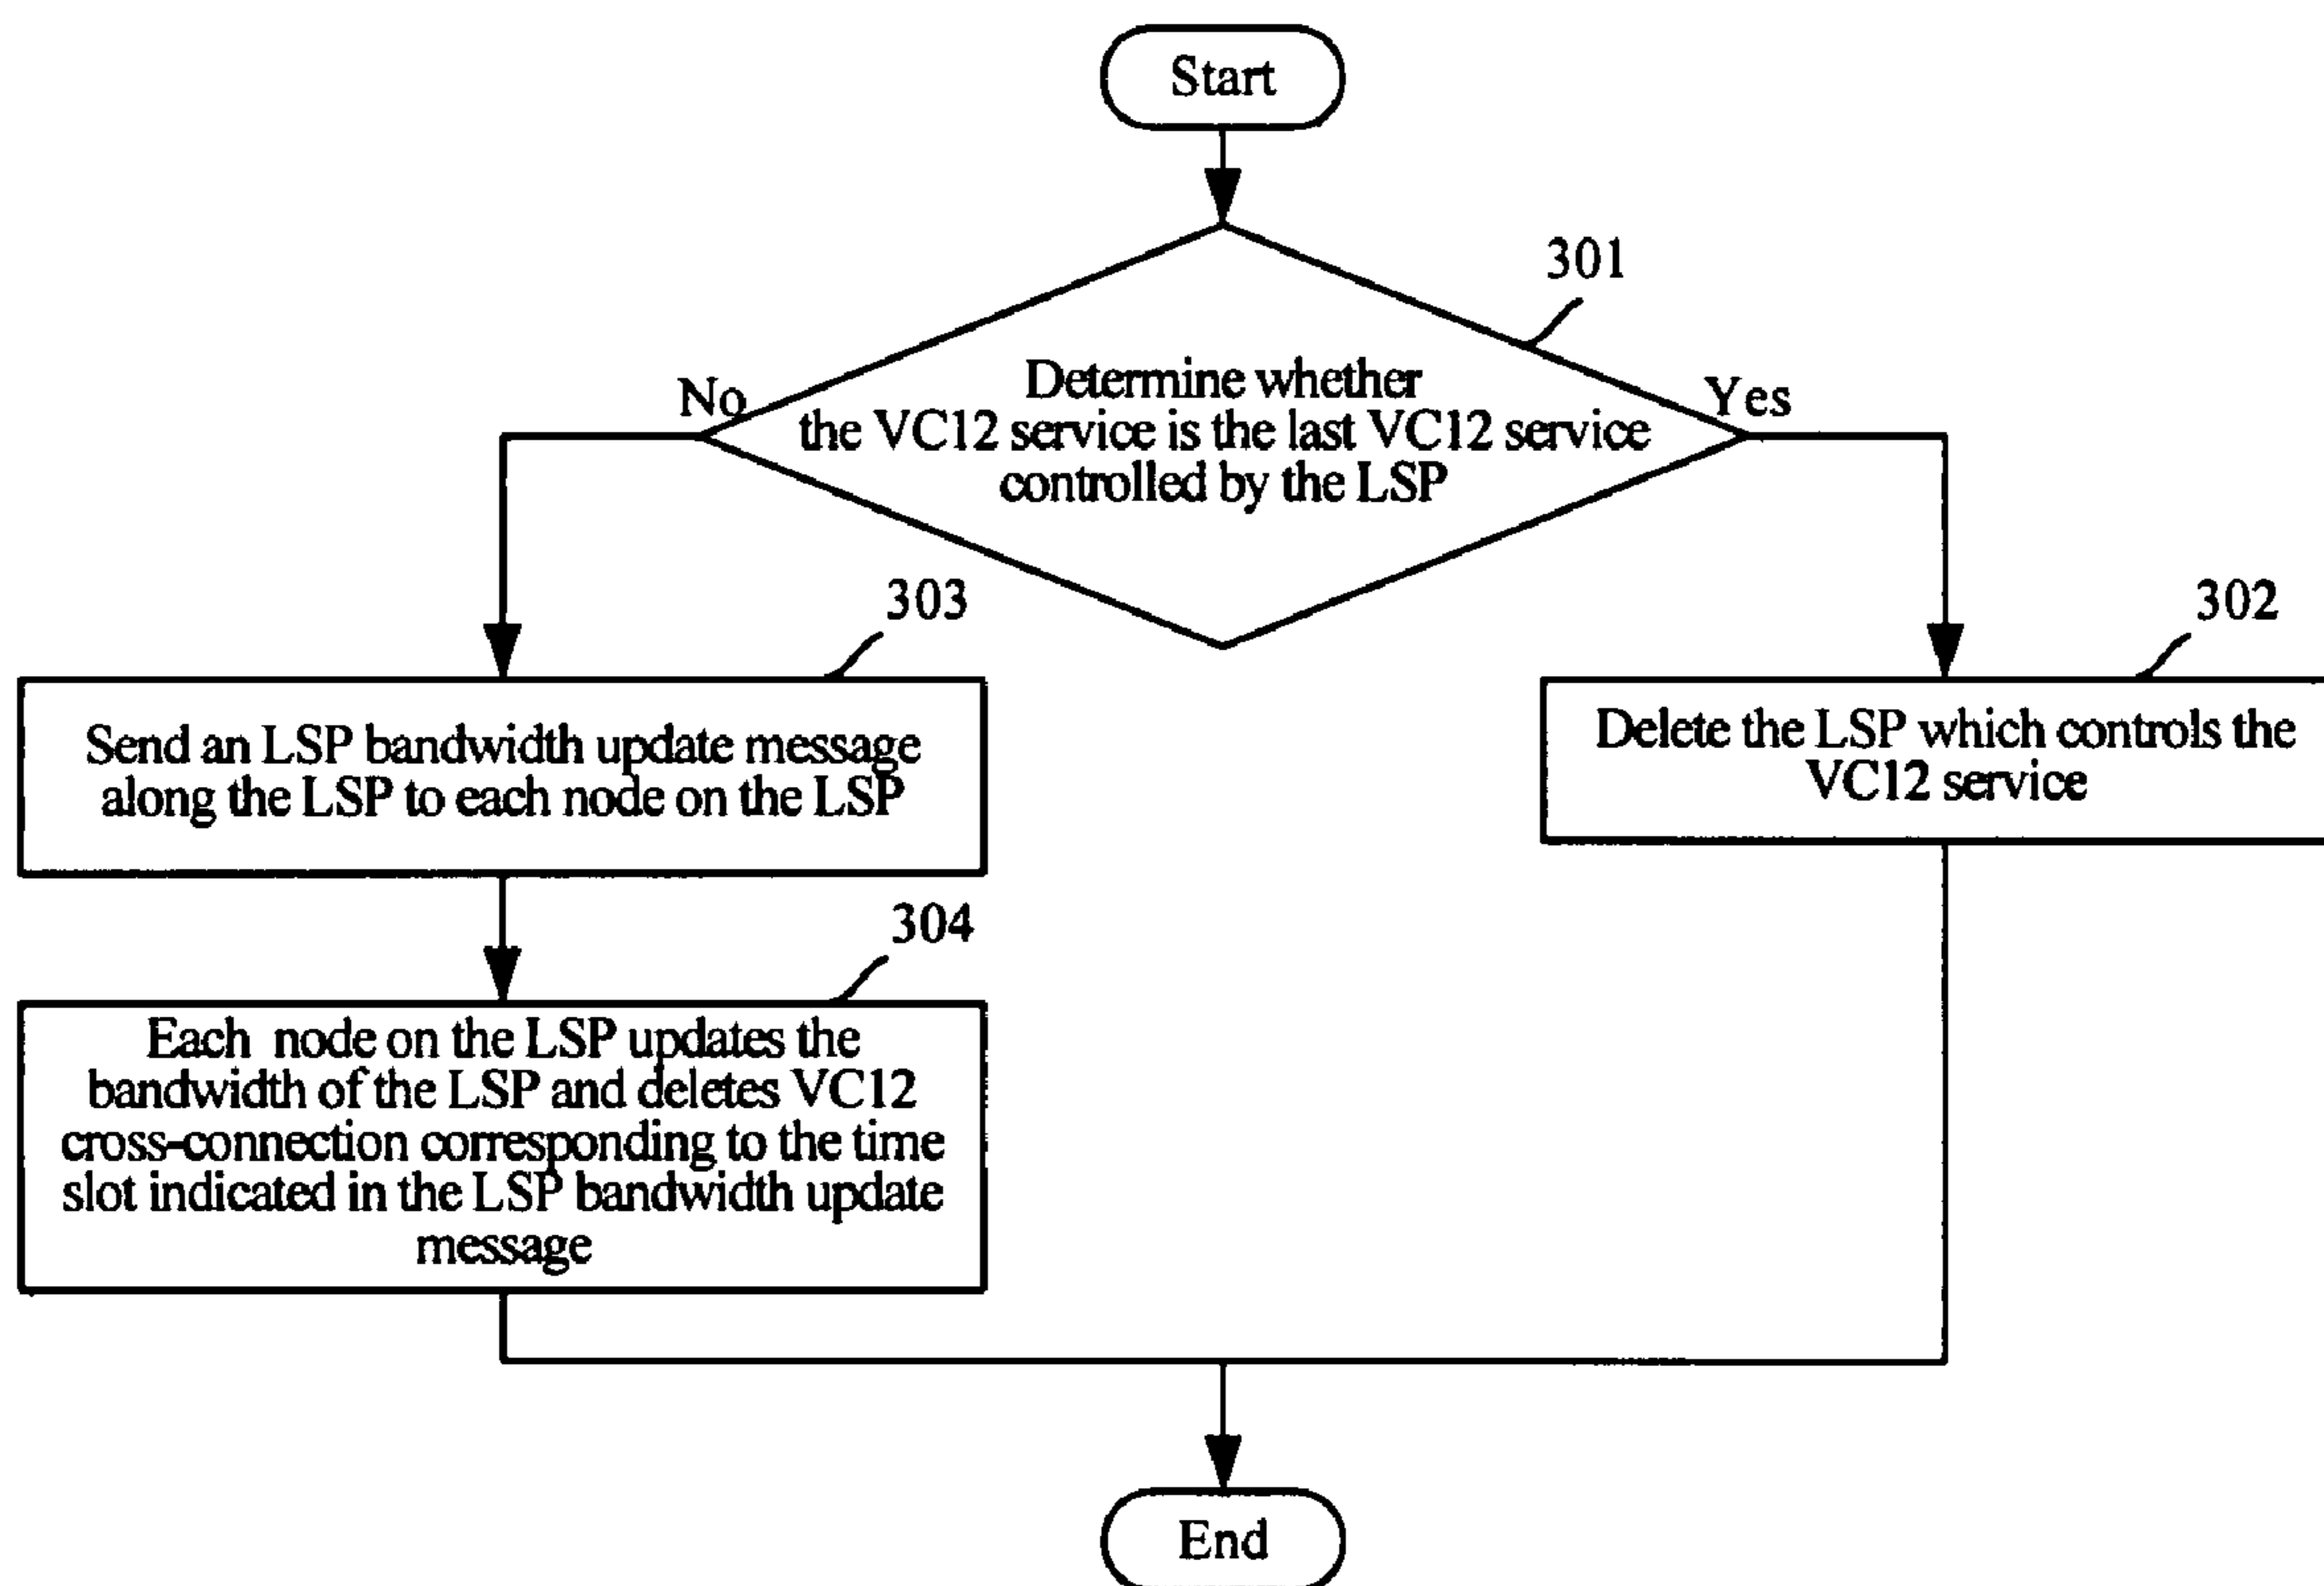 Start
301
Determine whether
the VC12 service is the last VC12 service
controlled by the LSP
No
Yes
303
302
Send an LSP bandwidth update message
along the LSP to each node on the LSP
Delete the LSP which controls the
VC12 service
304
Each node on the LSP updates the
bandwidth of the LSP and deletes VC12
cross-connection corresponding to the time
slot indicated in the LSP bandwidth update
message
End